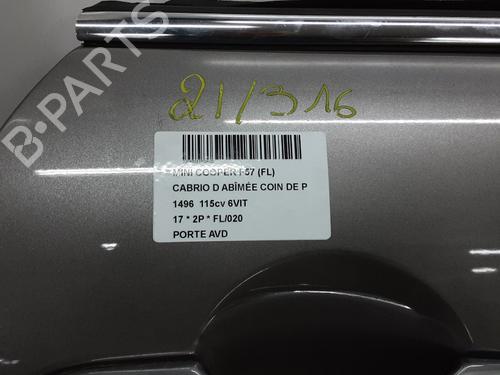 21/316
MINI COOPER F57 (FL)
CABRIO D ABÎMÉE COIN DE P
1496 115cv 6VIT
17 * 2P * FL/020
PORTE AVD
B-PARTS